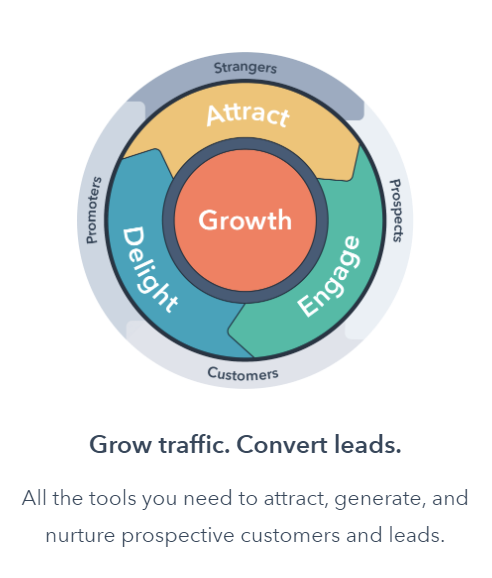 Strangers
Attract
Promoters
Prospects
Growth
Delight
Engage
Customers
Grow traffic. Convert leads.
All the tools you need to attract, generate, and
nurture prospective customers and leads.